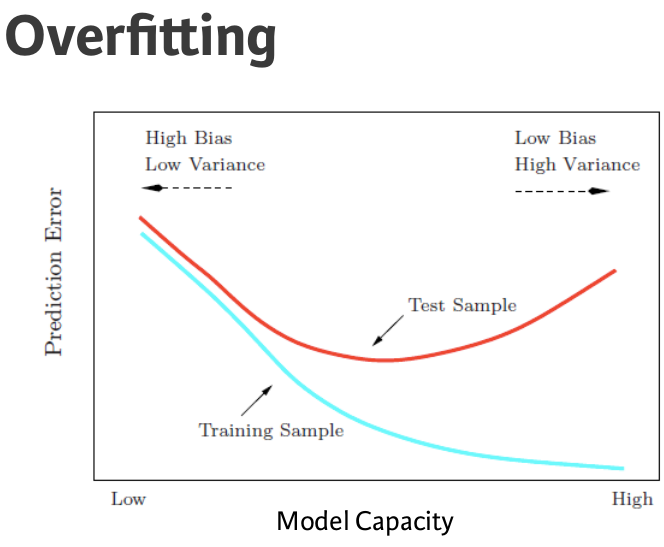 Overfitting
High Bias
Low Variance
Low Bias
High Variance
Prediction Error
Test Sample
Training Sample
Low
High
Model Capacity